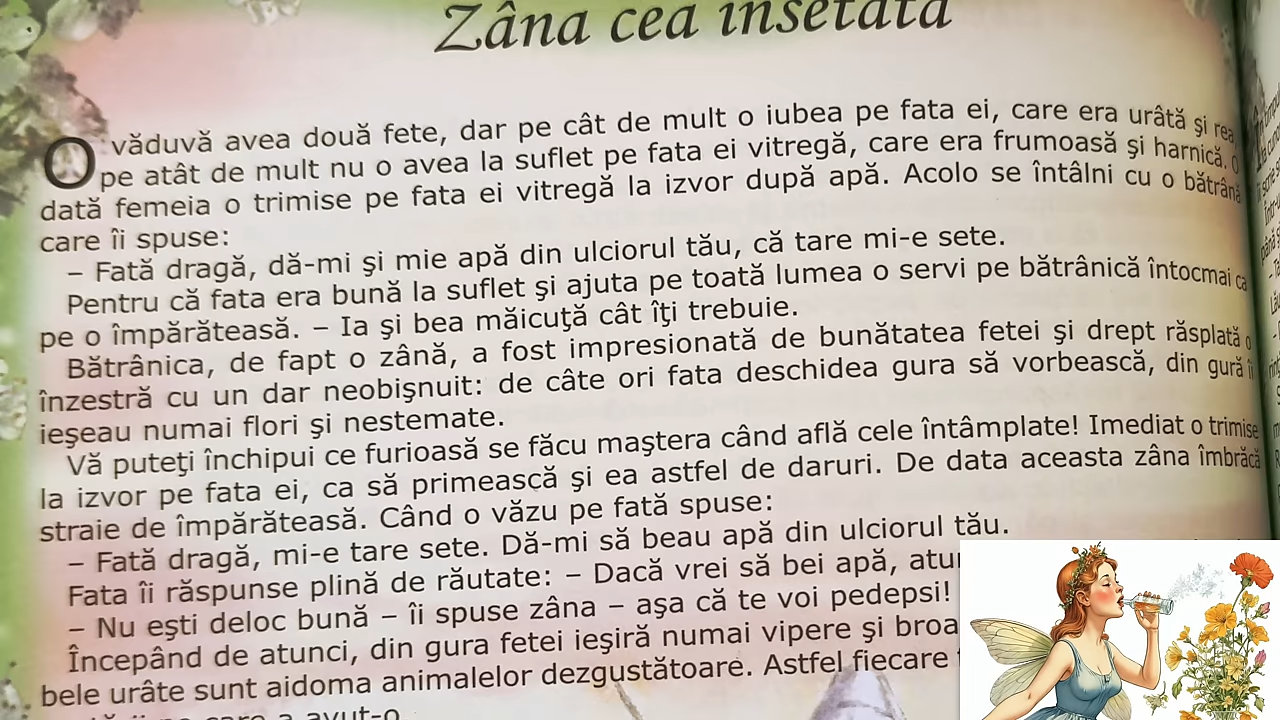 Zâna cea însetată
O văduvă avea două fete, dar pe cât de mult o iubea pe fata ei, care era urâtă şi rea,
pe atât de mult nu o avea la suflet pe fata ei vitregă, care era frumoasă şi harnică. O
dată femeia o trimise pe fata ei vitregă la izvor după apă. Acolo se întâlni cu o bătrână
care îi spuse:
– Fată dragă, dă-mi şi mie apă din ulciorul tău, că tare mi-e sete.
Pentru că fata era bună la suflet şi ajuta pe toată lumea o servi pe bătrânică întocmai ca
pe o împărăteasă. – Ia şi bea măicuţă cât îţi trebuie.
Bătrânica, de fapt o zână, a fost impresionată de bunătatea fetei şi drept răsplată o
înzestră cu un dar neobişnuit: de câte ori fata deschidea gura să vorbească, din gură îi
ieşeau numai flori şi nestemate.
Vă puteţi închipui ce furioasă se făcu maştera când află cele întâmplate! Imediat o trimise
la izvor pe fata ei, ca să primească şi ea astfel de daruri. De data aceasta zâna îmbrăcă
straie de împărăteasă. Când o văzu pe fată spuse:
– Fată dragă, mi-e tare sete. Dă-mi să beau apă din ulciorul tău.
Fata îi răspunse plină de răutate: – Dacă vrei să bei apă,
– Nu eşti deloc bună – îi spuse zâna – aşa că te voi pedepsi!
Începând de atunci, din gura fetei ieşiră numai vipere şi
bele urâte sunt aidoma animalelor dezgustătoare. Astfel fiecare
pe care a avut-o